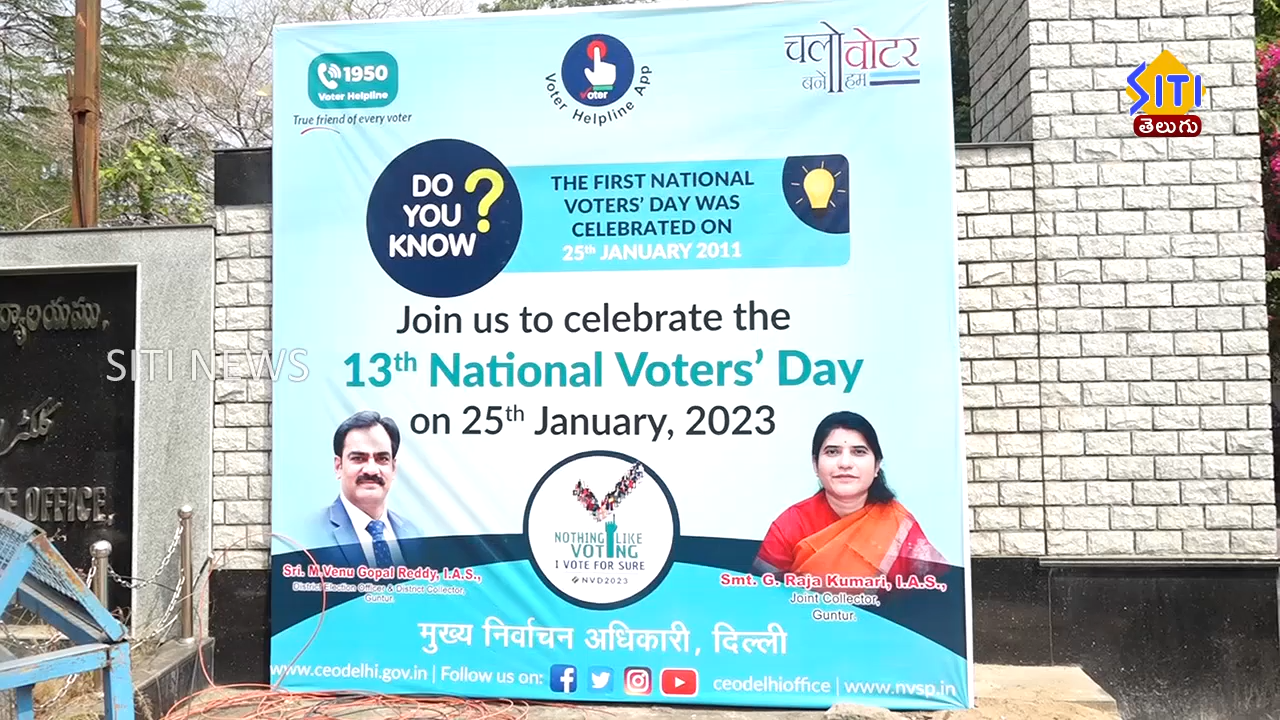 1950
Voter Helpline
True friend of every voter
Voter
Voter Helpline App
चलो वोटर
बनें हम
SITI
తెలుగు
DO
YOU
KNOW
?
THE FIRST NATIONAL
VOTERS' DAY WAS
CELEBRATED ON
25th JANUARY 2011
Join us to celebrate the
13th National Voters' Day
on 25th January, 2023
SITI NEWS
OFFICE.
NOTHING LIKE
VOTING
I VOTE FOR SURE
NVD2023
Sri. M Venu Gopal Reddy, I.A.S.,
District Election Officer & District Collector,
Guntur.
Smt. G. Raja Kumari, I.A.S.,
Joint Collector,
Guntur.
मुख्य निर्वाचन अधिकारी, दिल्ली
www.ceodelhi.gov.in | Follow us on:
ceodelhioffice | www.nvsp.in